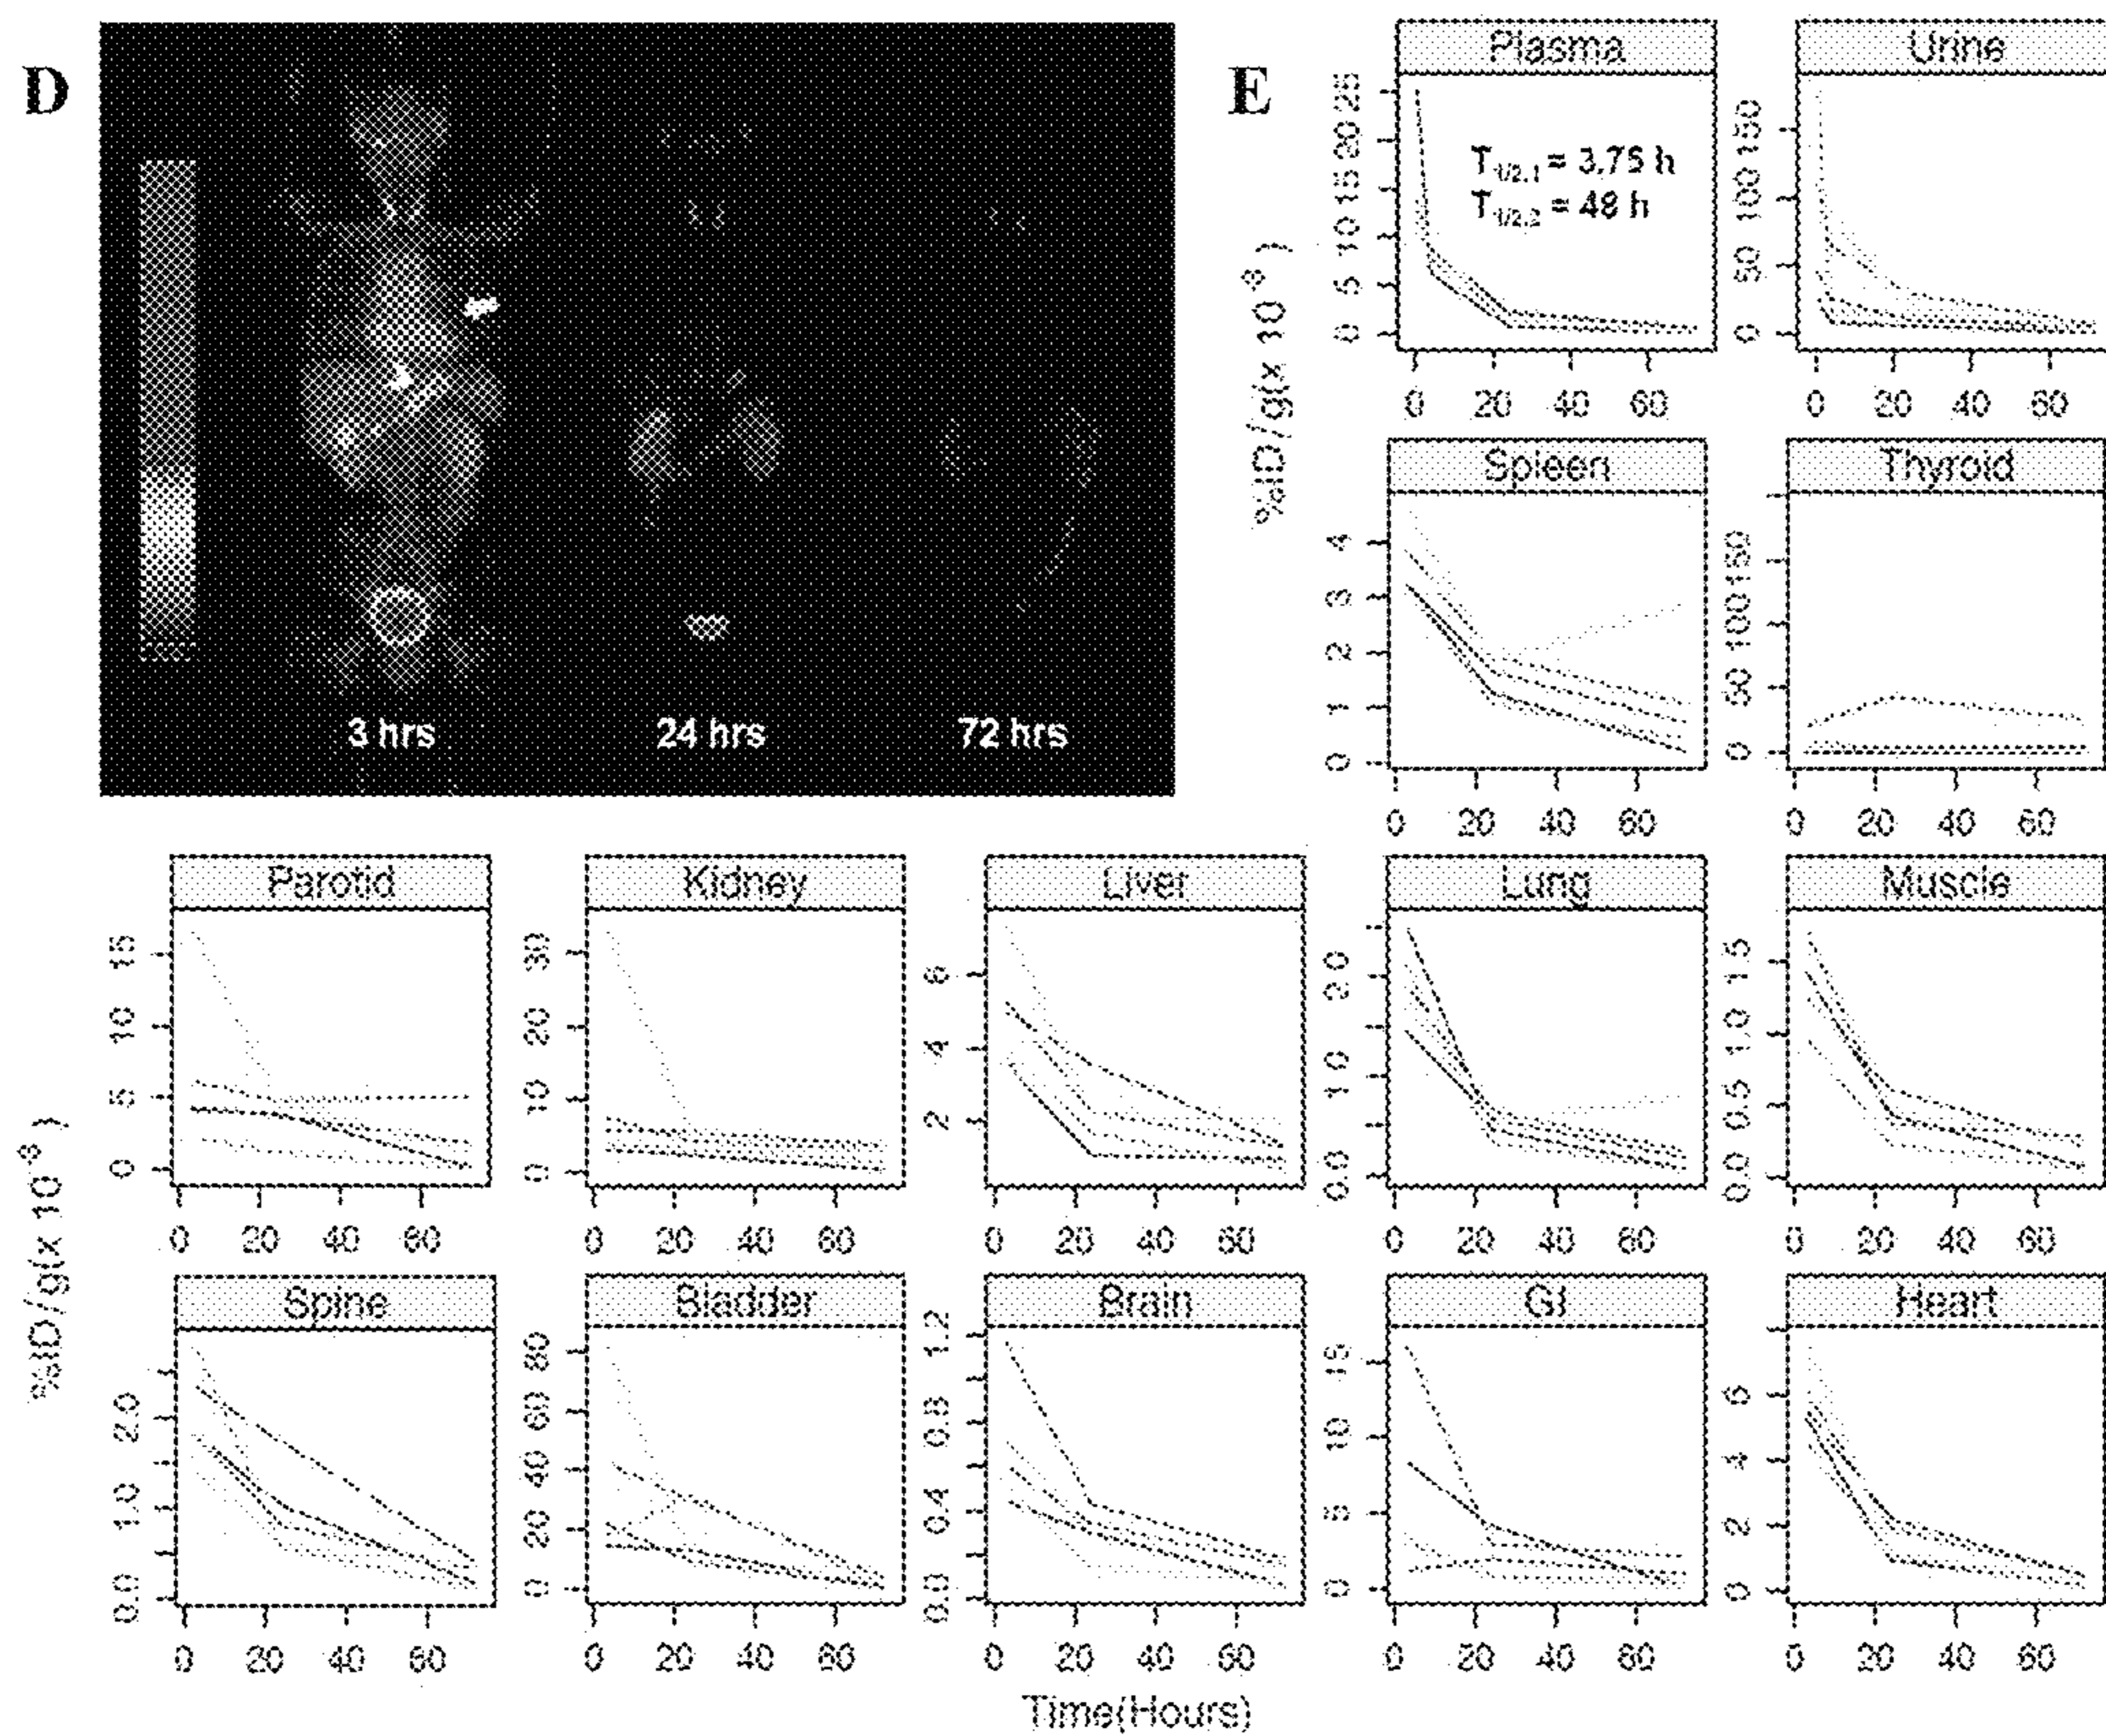 D
3 hrs
24 hrs
72 hrs
E
%ID/g(x 10⁻³ )
Plasma
T1/2.1 = 3.75 h
T1/2.2 = 48 h
0 5 10 15 20 25
0 20 40 60
Urine
0 50 100 150
0 20 40 60
Spleen
0 1 2 3 4
0 20 40 60
Thyroid
0 50 100 150
0 20 40 60
%ID/g(x 10⁻³ )
Parotid
0 5 10 15
0 20 40 60
Kidney
0 10 20 30
0 20 40 60
Liver
2 4 6
0 20 40 60
Lung
0.0 1.0 2.0
0 20 40 60
Muscle
0.0 0.5 1.0 1.5
0 20 40 60
Spine
0.0 1.0 2.0
0 20 40 60
Bladder
0 20 40 60 80
0 20 40 60
Brain
0.0 0.4 0.8 1.2
0 20 40 60
GI
0 5 10 15
0 20 40 60
Heart
0 2 4 6
0 20 40 60
Time(Hours)